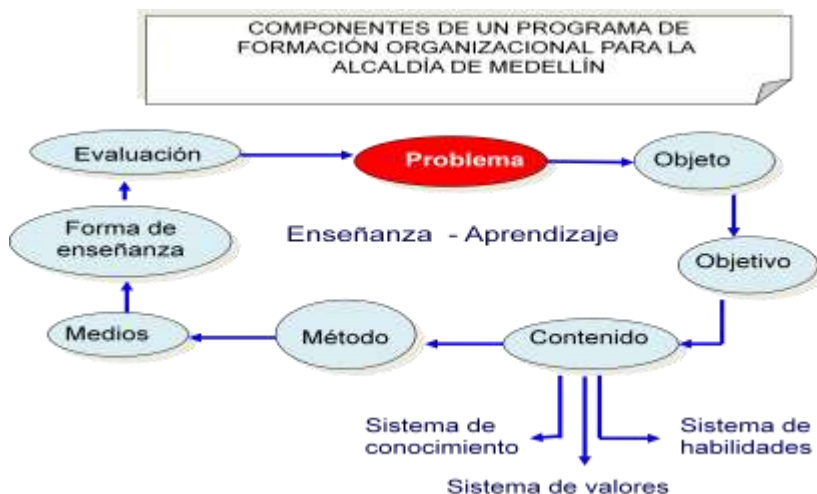 COMPONENTES DE UN PROGRAMA DE
FORMACIÓN ORGANIZACIONAL PARA LA
ALCALDÍA DE MEDELLÍN
Evaluación
Problema
Objeto
Forma de
enseñanza
Enseñanza - Aprendizaje
Objetivo
Medios
Método
Contenido
Sistema de
conocimiento
Sistema de
habilidades
Sistema de valores